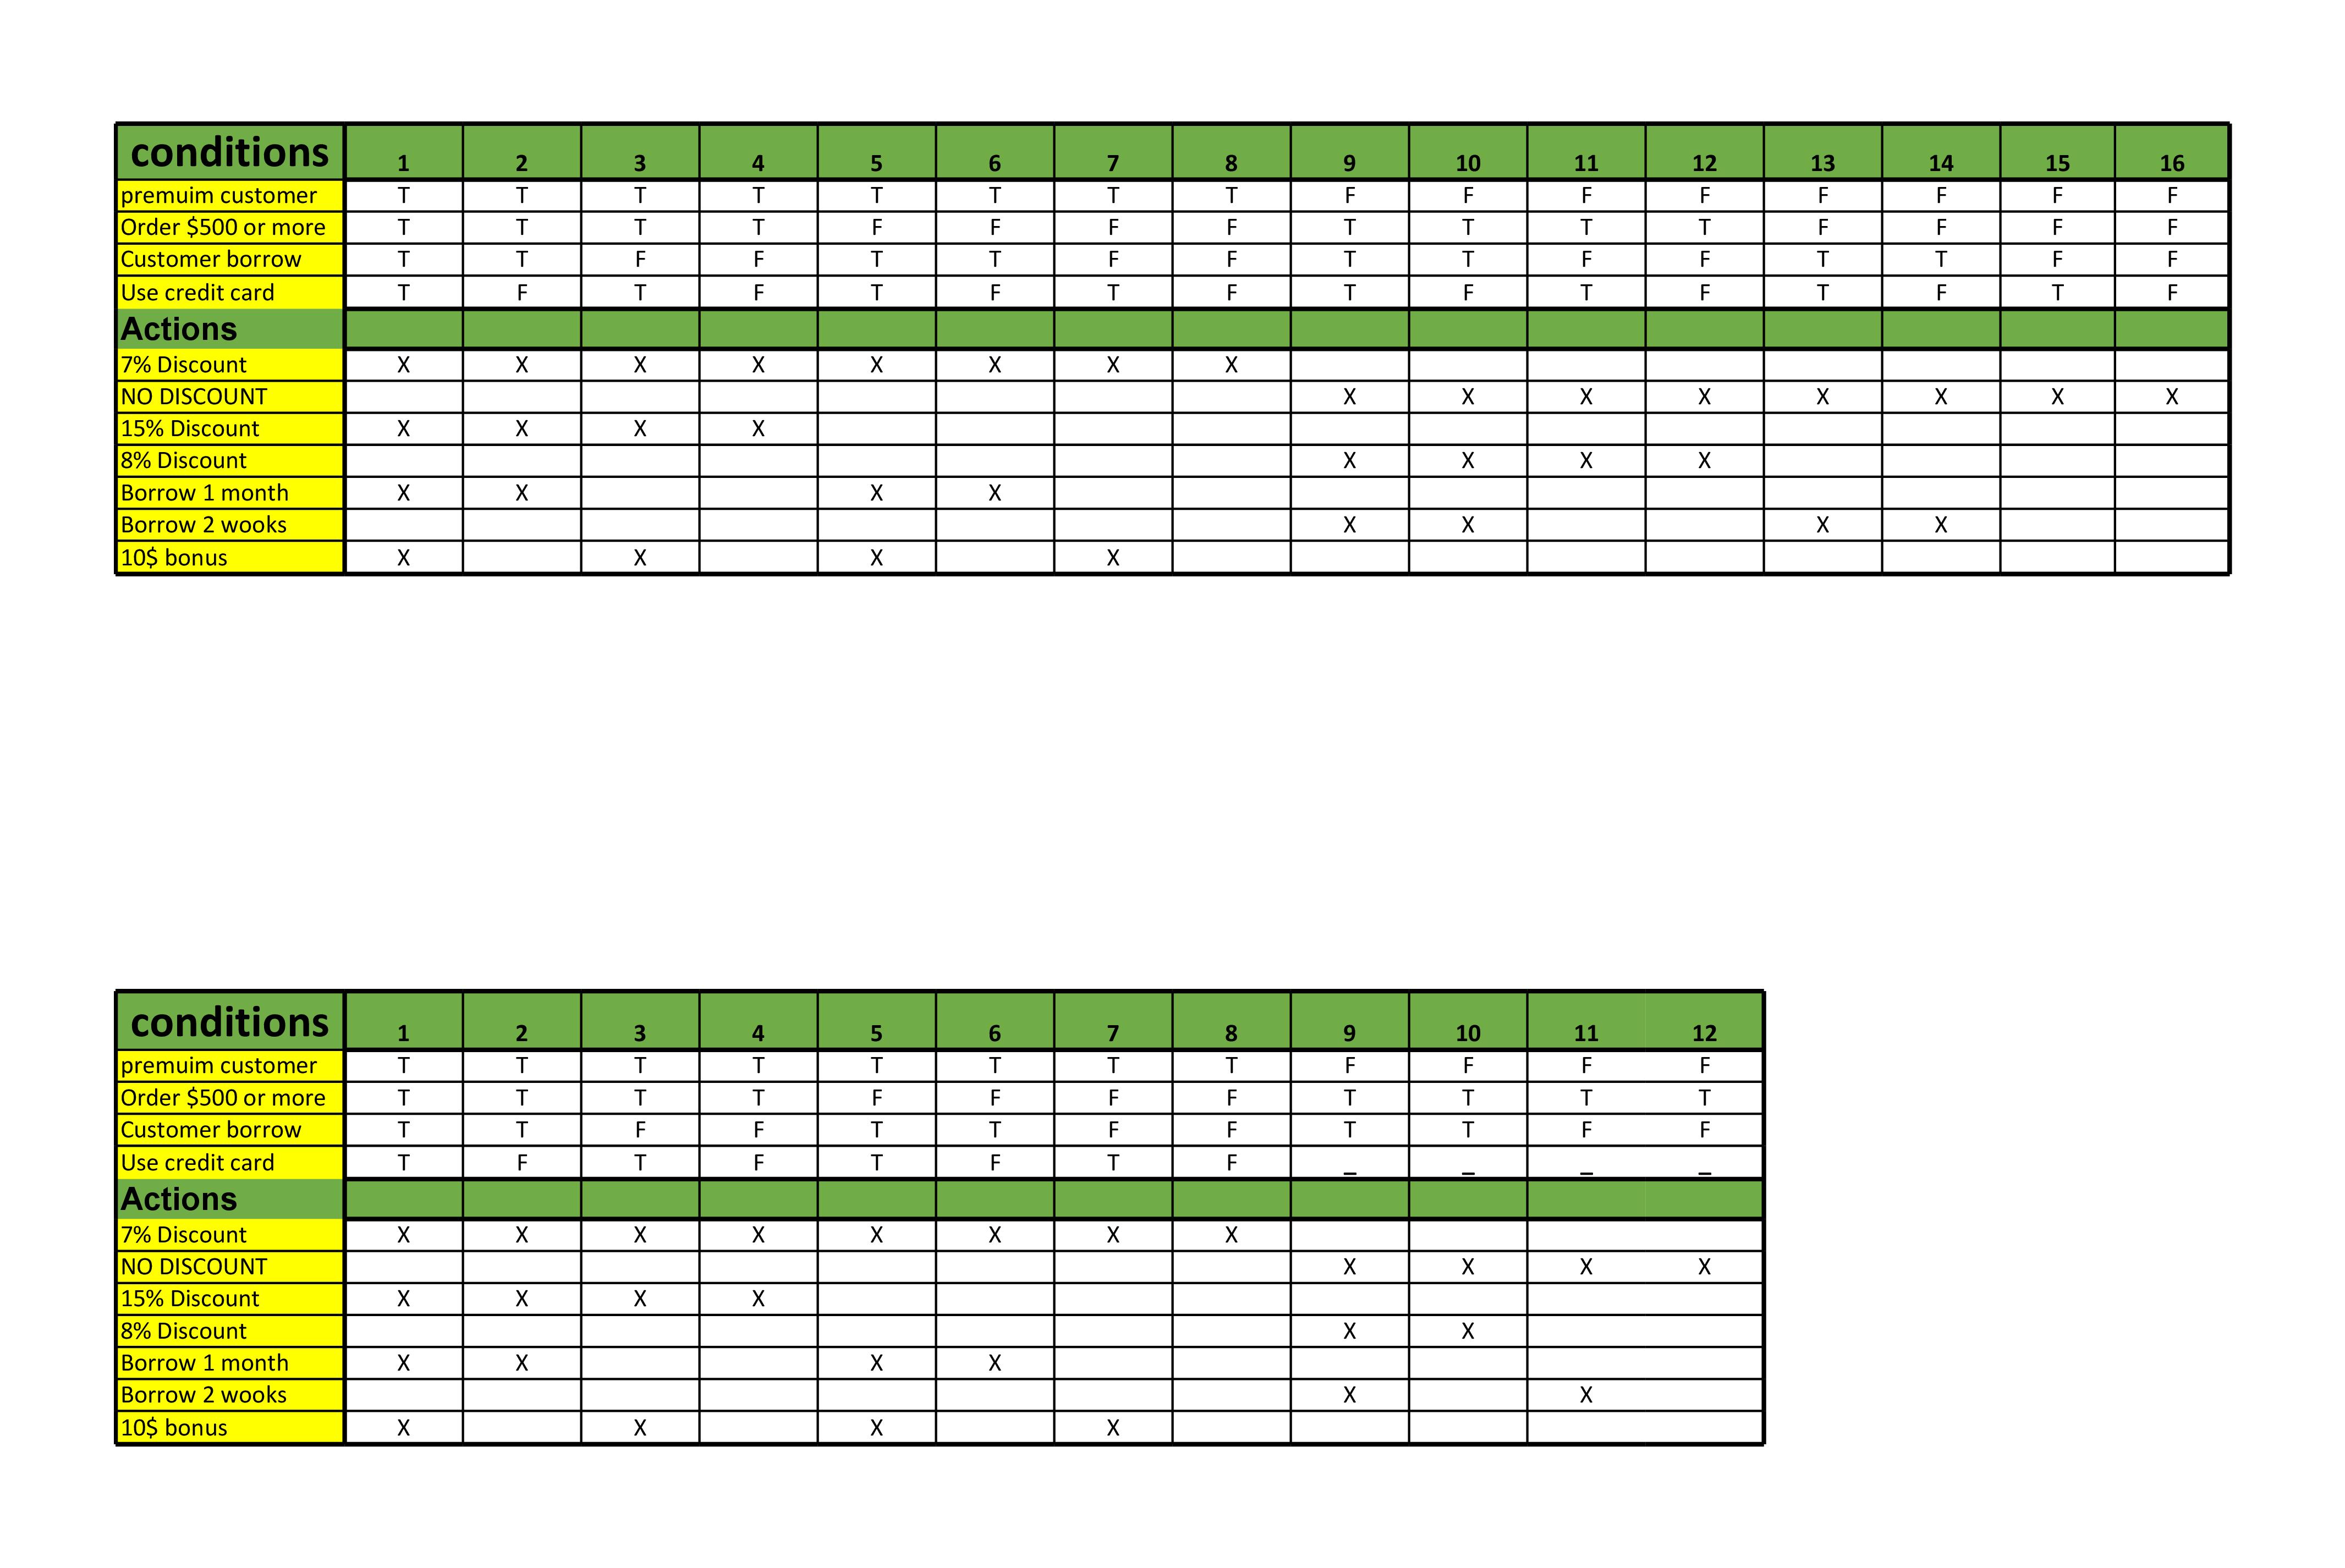 conditions 1 2 3 4 5 6 7 8 9 10 11 12 13 14 15 16
premuim customer T T T T T T T T F F F F F F F F
Order $500 or more T T T T F F F F T T T T F F F F
Customer borrow T T F F T T F F T T F F T T F F
Use credit card T F T F T F T F T F T F T F T F
Actions
7% Discount X X X X X X X X
NO DISCOUNT X X X X X X X X
15% Discount X X X X
8% Discount X X X X
Borrow 1 month X X X X
Borrow 2 wooks X X X X
10$ bonus X X X X
conditions 1 2 3 4 5 6 7 8 9 10 11 12
premuim customer T T T T T T T T F F F F
Order $500 or more T T T T F F F F T T T T
Customer borrow T T F F T T F F T T F F
Use credit card T F T F T F T F _ _ _ _
Actions
7% Discount X X X X X X X X
NO DISCOUNT X X X X
15% Discount X X X X
8% Discount X X
Borrow 1 month X X X X
Borrow 2 wooks X X
10$ bonus X X X X